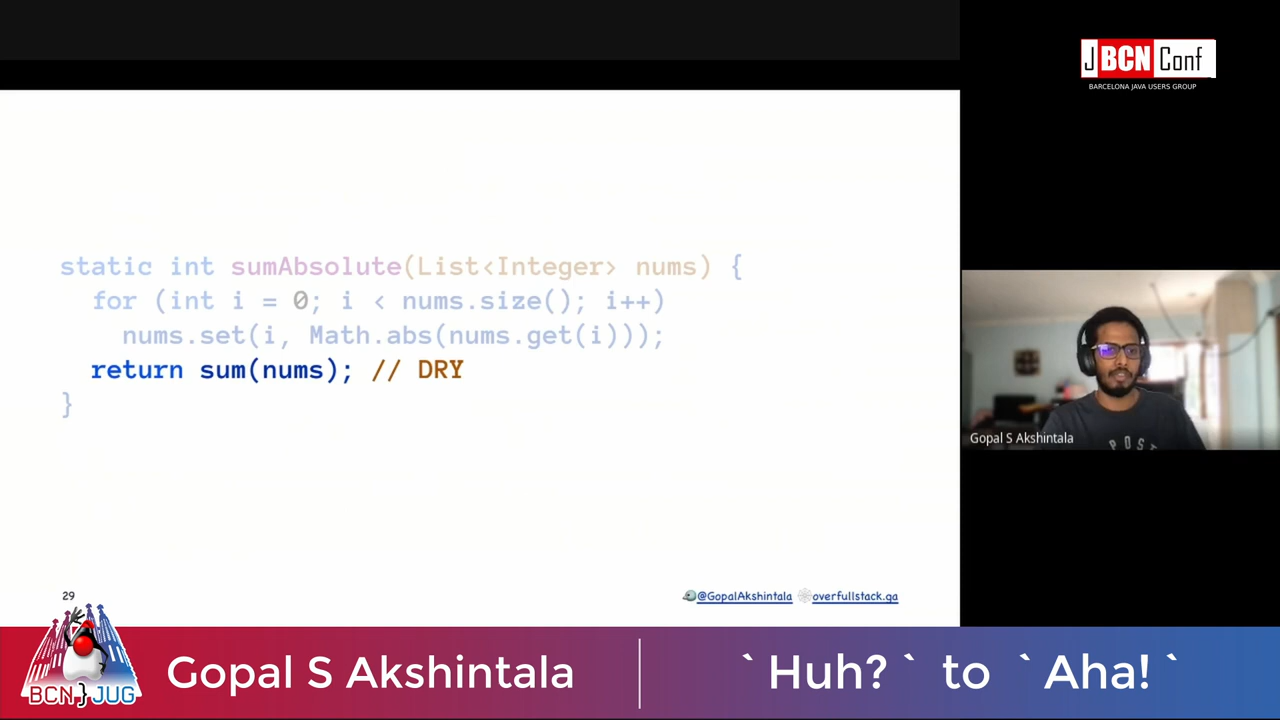 JBCNConf
BARCELONA JAVA USERS GROUP
static int sumAbsolute(List<Integer> nums) {
for (int i = 0; i < nums.size(); i++)
nums.set(i, Math.abs(nums.get(i)));
return sum(nums); // DRY
}
POST
Gopal S Akshintala
29
@GopalAkshintala overfullstack.ga
BCN}JUG
Gopal S Akshintala
`Huh?` to `Aha!`